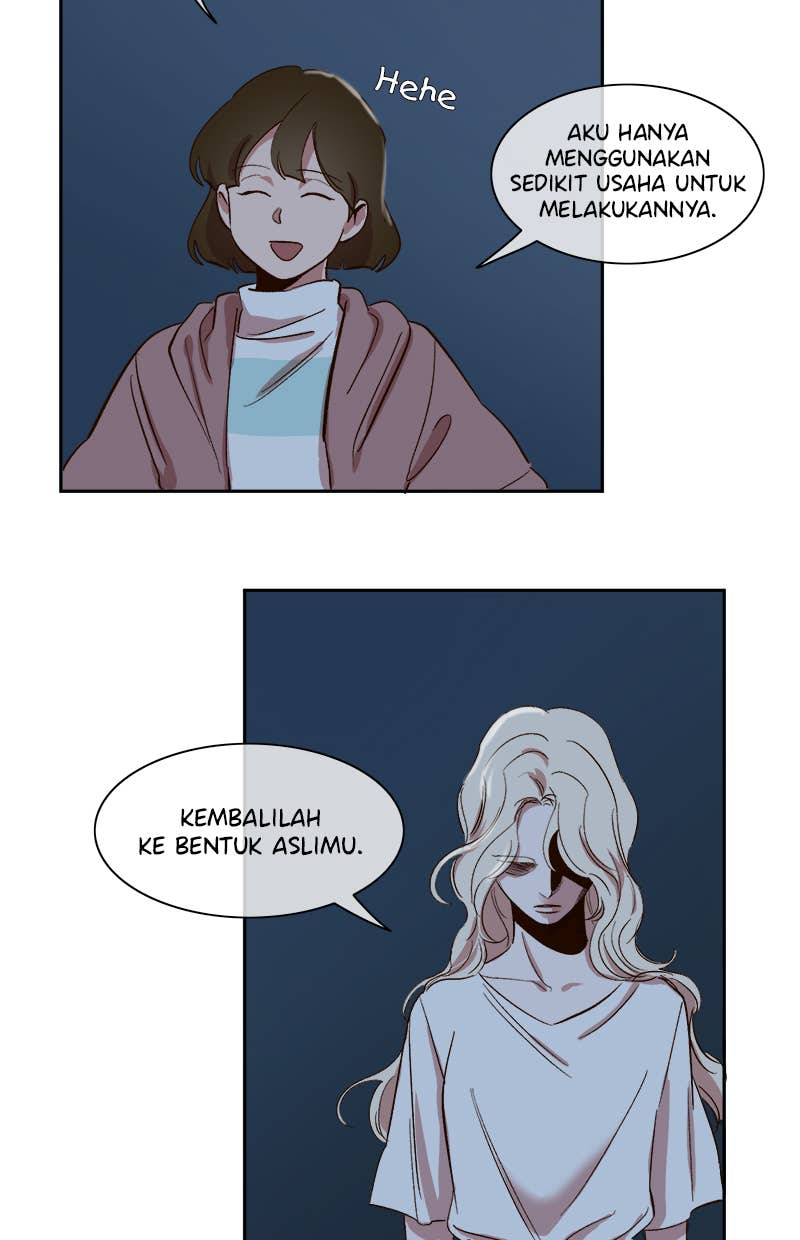 Hehe
AKU HANYA
MENGGUNAKAN
SEDIKIT USAHA UNTUK
MELAKUKANNYA.
KEMBALILAH
KE BENTUK ASLIMU.